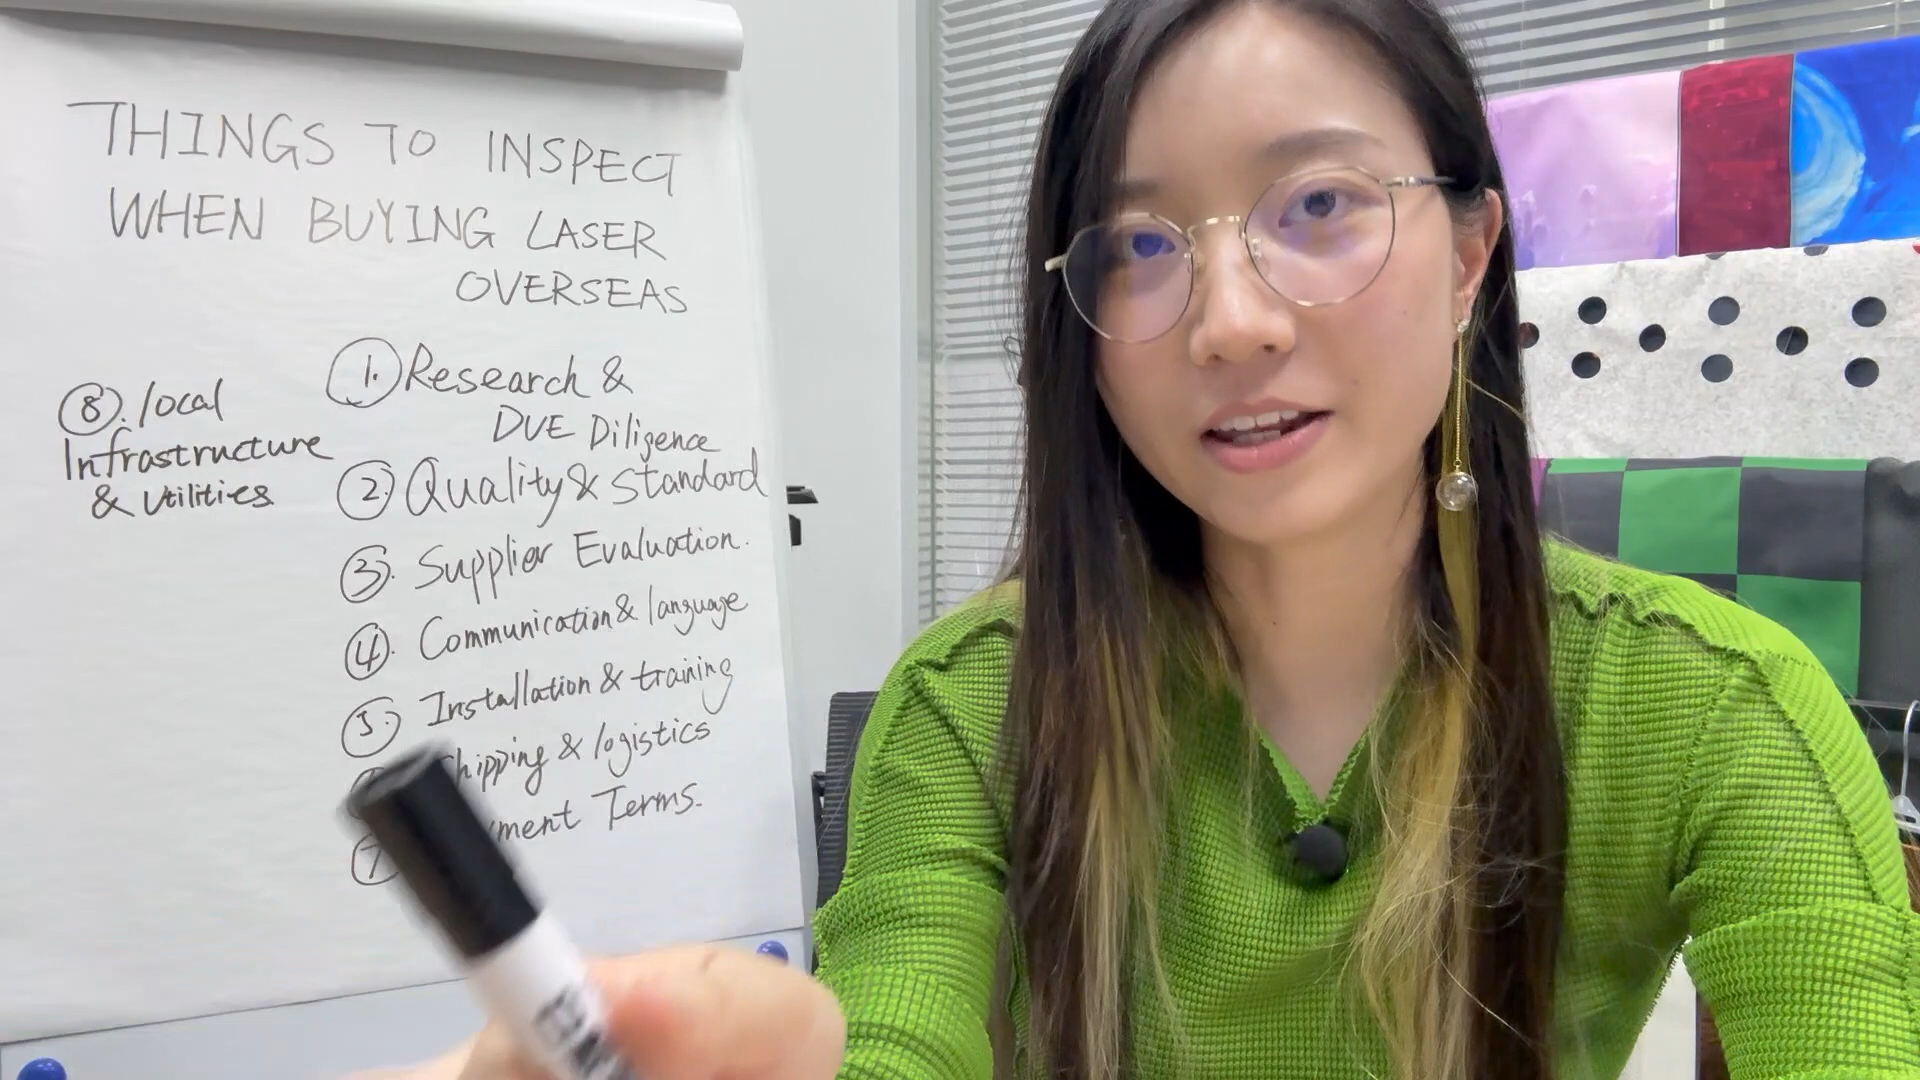 THINGS TO INSPECT
WHEN BUYING LASER
OVERSEAS
1. Research &
DUE Diligence
2. Quality & Standard
3. Supplier Evaluation.
4. Communication & language
5. Installation & training
hipping & logistics
7 ment Terms.
8. local
Infrastructure
& Utilities